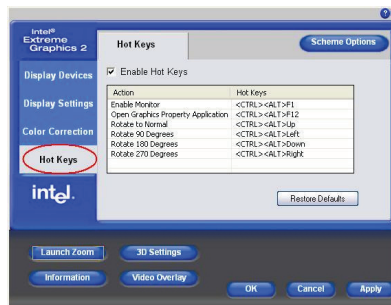 intel®
Extreme
Graphics 2
Hot Keys
Scheme Options
Display Devices
Display Settings
Color Correction
Hot Keys
Enable Hot Keys
Action Hot Keys
Enable Monitor <CTRL><ALT>F1
Open Graphics Property Application <CTRL><ALT>F12
Rotate to Normal <CTRL><ALT>Up
Rotate 90 Degrees <CTRL><ALT>Left
Rotate 180 Degrees <CTRL><ALT>Down
Rotate 270 Degrees <CTRL><ALT>Right
intel.
Restore Defaults
Launch Zoom
3D Settings
Information
Video Overlay
OK
Cancel
Apply